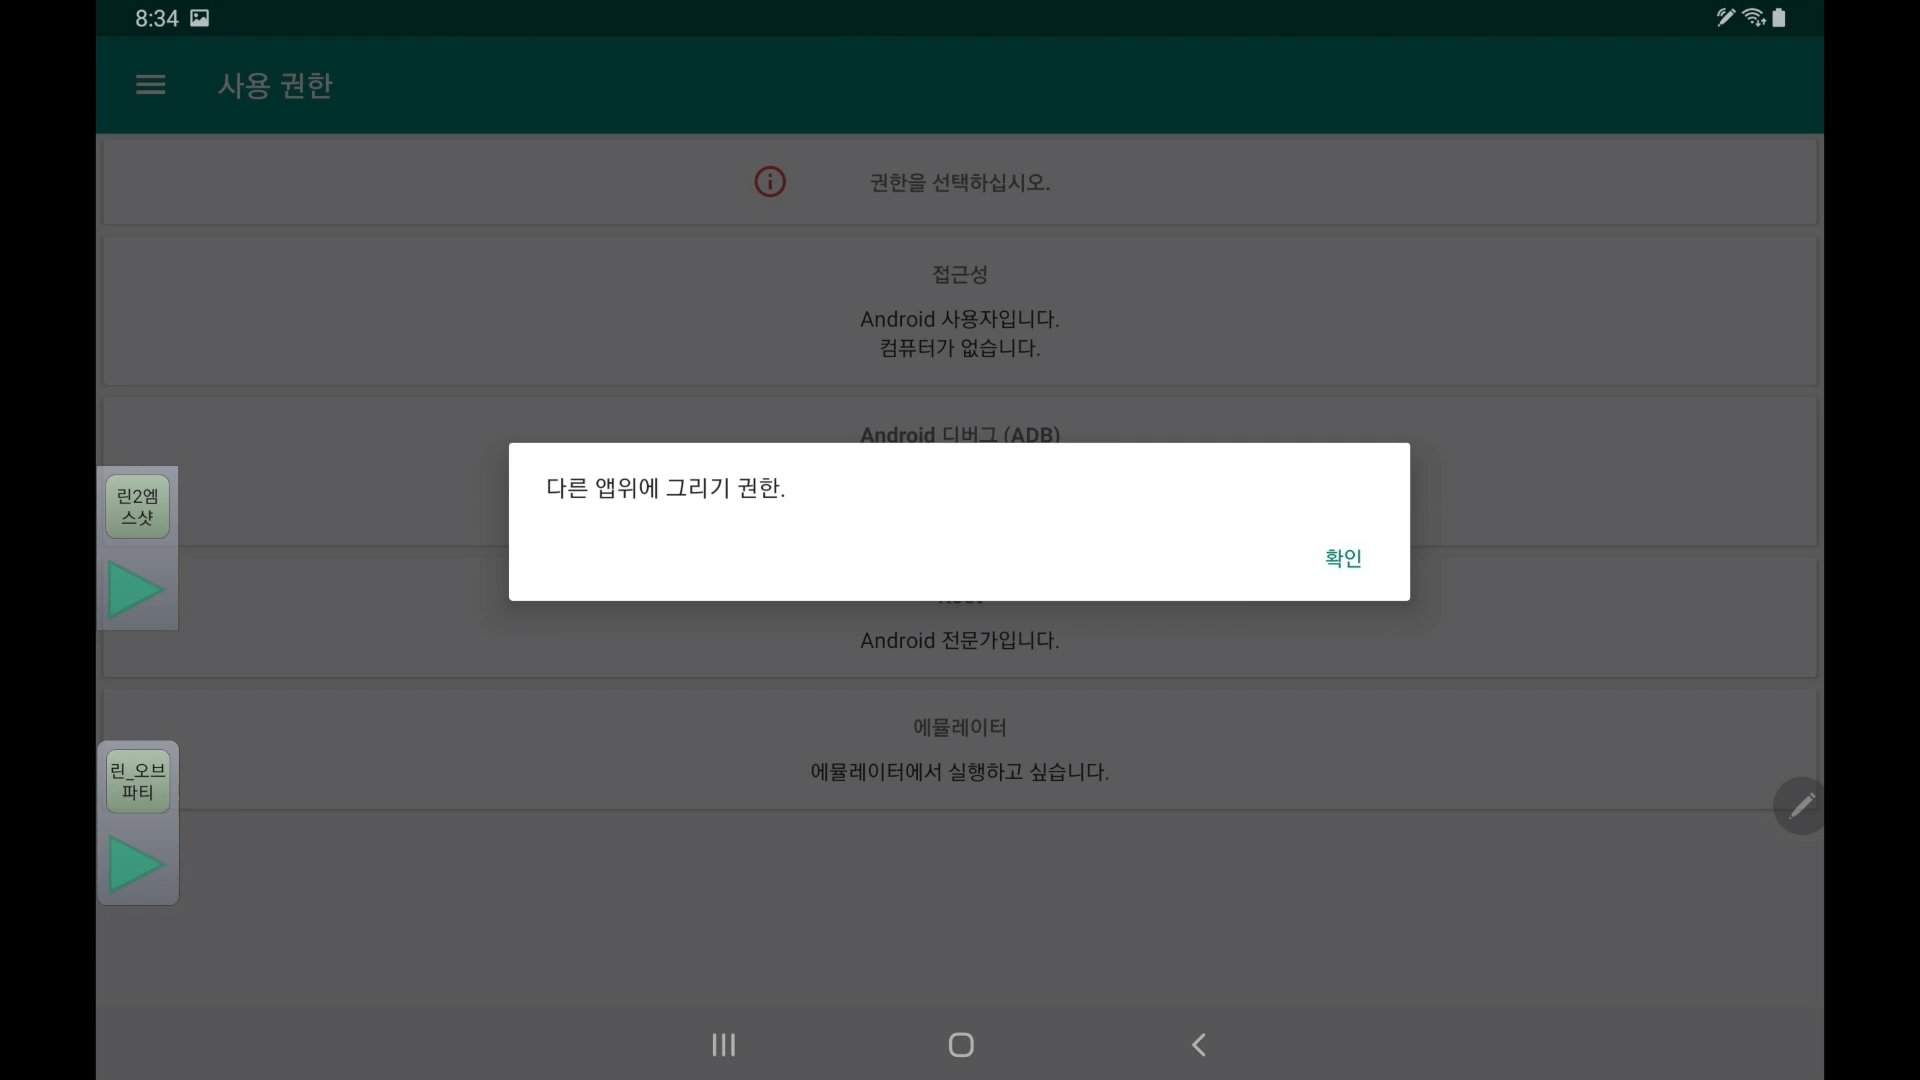 8:34
사용 권한
권한을 선택하십시오.
접근성
Android 사용자입니다.
컴퓨터가 없습니다.
Android 디버그 (ADB)
다른 앱위에 그리기 권한.
확인
린2엠
스샷
Android 전문가입니다.
에뮬레이터
에뮬레이터에서 실행하고 싶습니다.
린_오브
파티